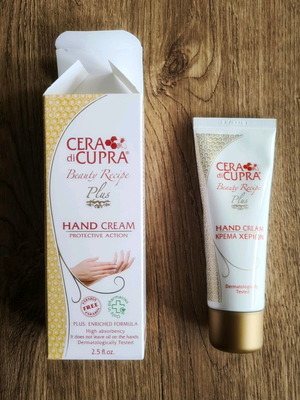 CERA
di CUPRA®
Beauty Recipe
Plus
HAND CREAM
PROTECTIVE ACTION
FREE
PLUS: ENRICHED FORMULA
High absorbency
It does not leave oil on the hands
Dermatologically Tested
2.5 fl.oz.
CERA
di CUPRA®
Beauty Recipe
Plus
HAND CREAM
ΚΡΕΜΑ ΧΕΡΙΩΝ
Dermatologically
Tested